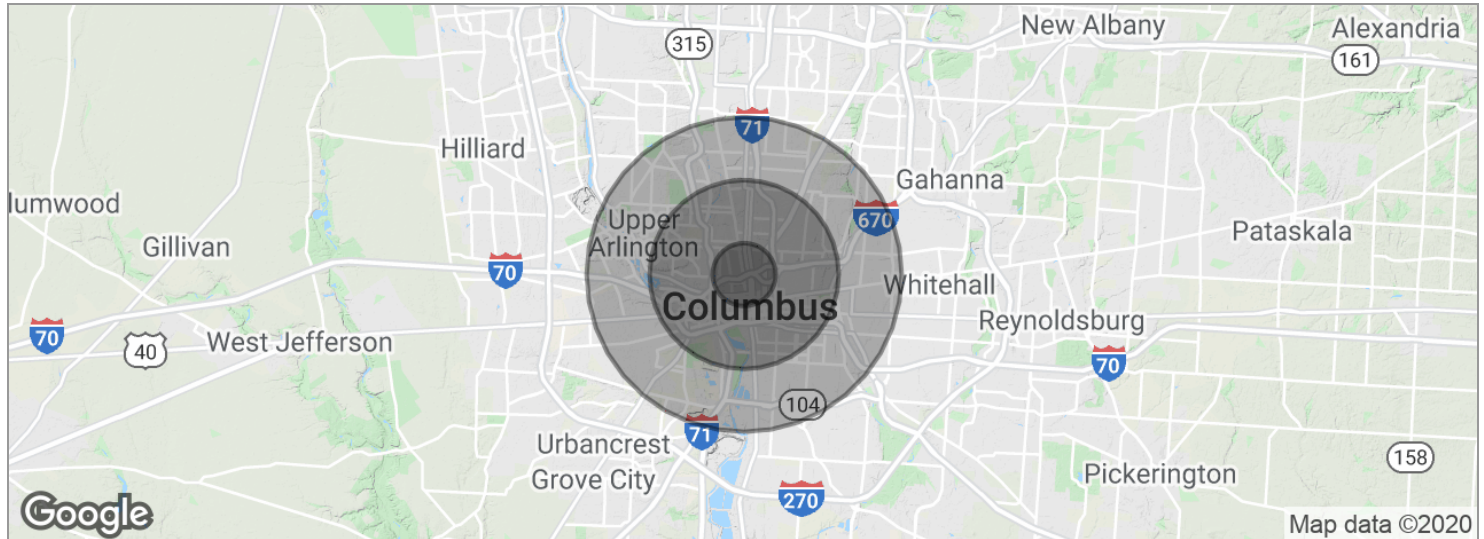 New Albany
Alexandria
315
161
71
Hilliard
Gahanna
lumwood
Upper
Arlington
670
Gillivan
Pataskala
70
Whitehall
Columbus
Reynoldsburg
70
40
West Jefferson
70
104
71
Urbancrest
Grove City
158
Pickerington
270
Google
Map data ©2020